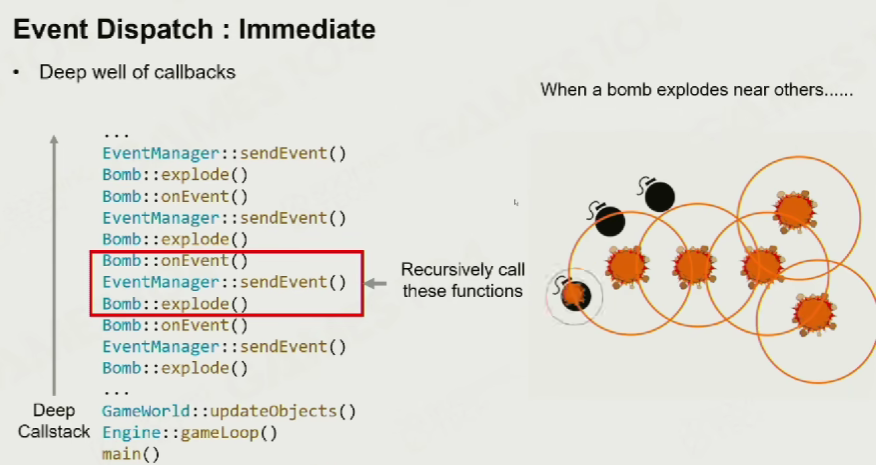 Event Dispatch : Immediate
• Deep well of callbacks
When a bomb explodes near others......
...
EventManager::sendEvent()
Bomb::explode()
Bomb::onEvent()
EventManager::sendEvent()
Bomb::explode()
Bomb::onEvent()
EventManager::sendEvent()
Bomb::explode()
Bomb::onEvent()
EventManager::sendEvent()
Bomb::explode()
...
GameWorld::updateObjects()
Engine::gameLoop()
main()
Recursively call
these functions
Deep
Callstack